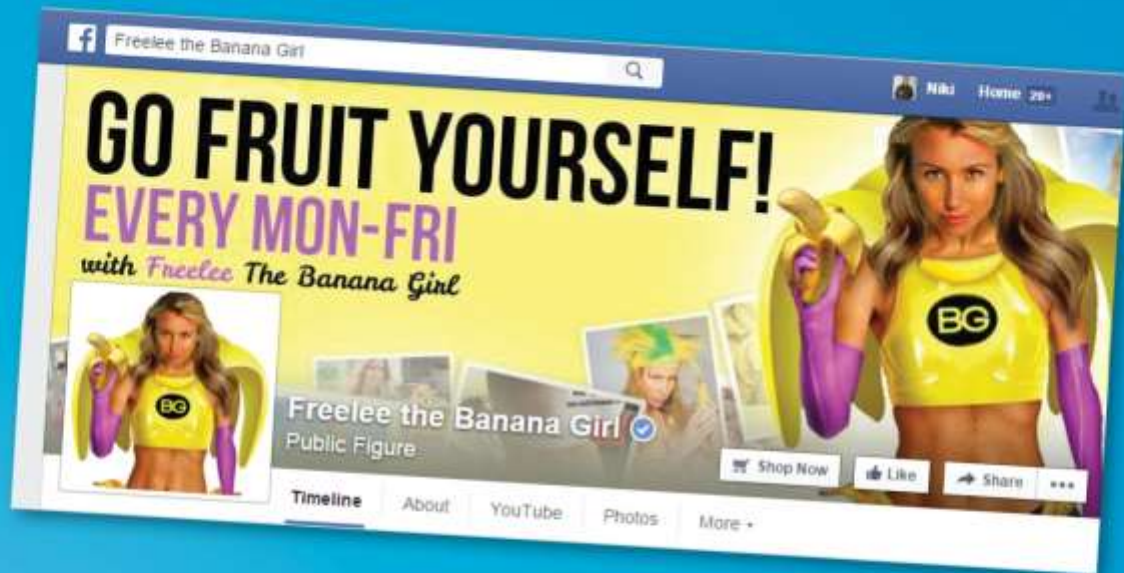 Freelee the Banana Girl
Niki Home 20+
GO FRUIT YOURSELF!
EVERY MON-FRI
with Freelee The Banana Girl
BG
BG
Freelee the Banana Girl
Public Figure
Shop Now Like Share
Timeline About YouTube Photos More